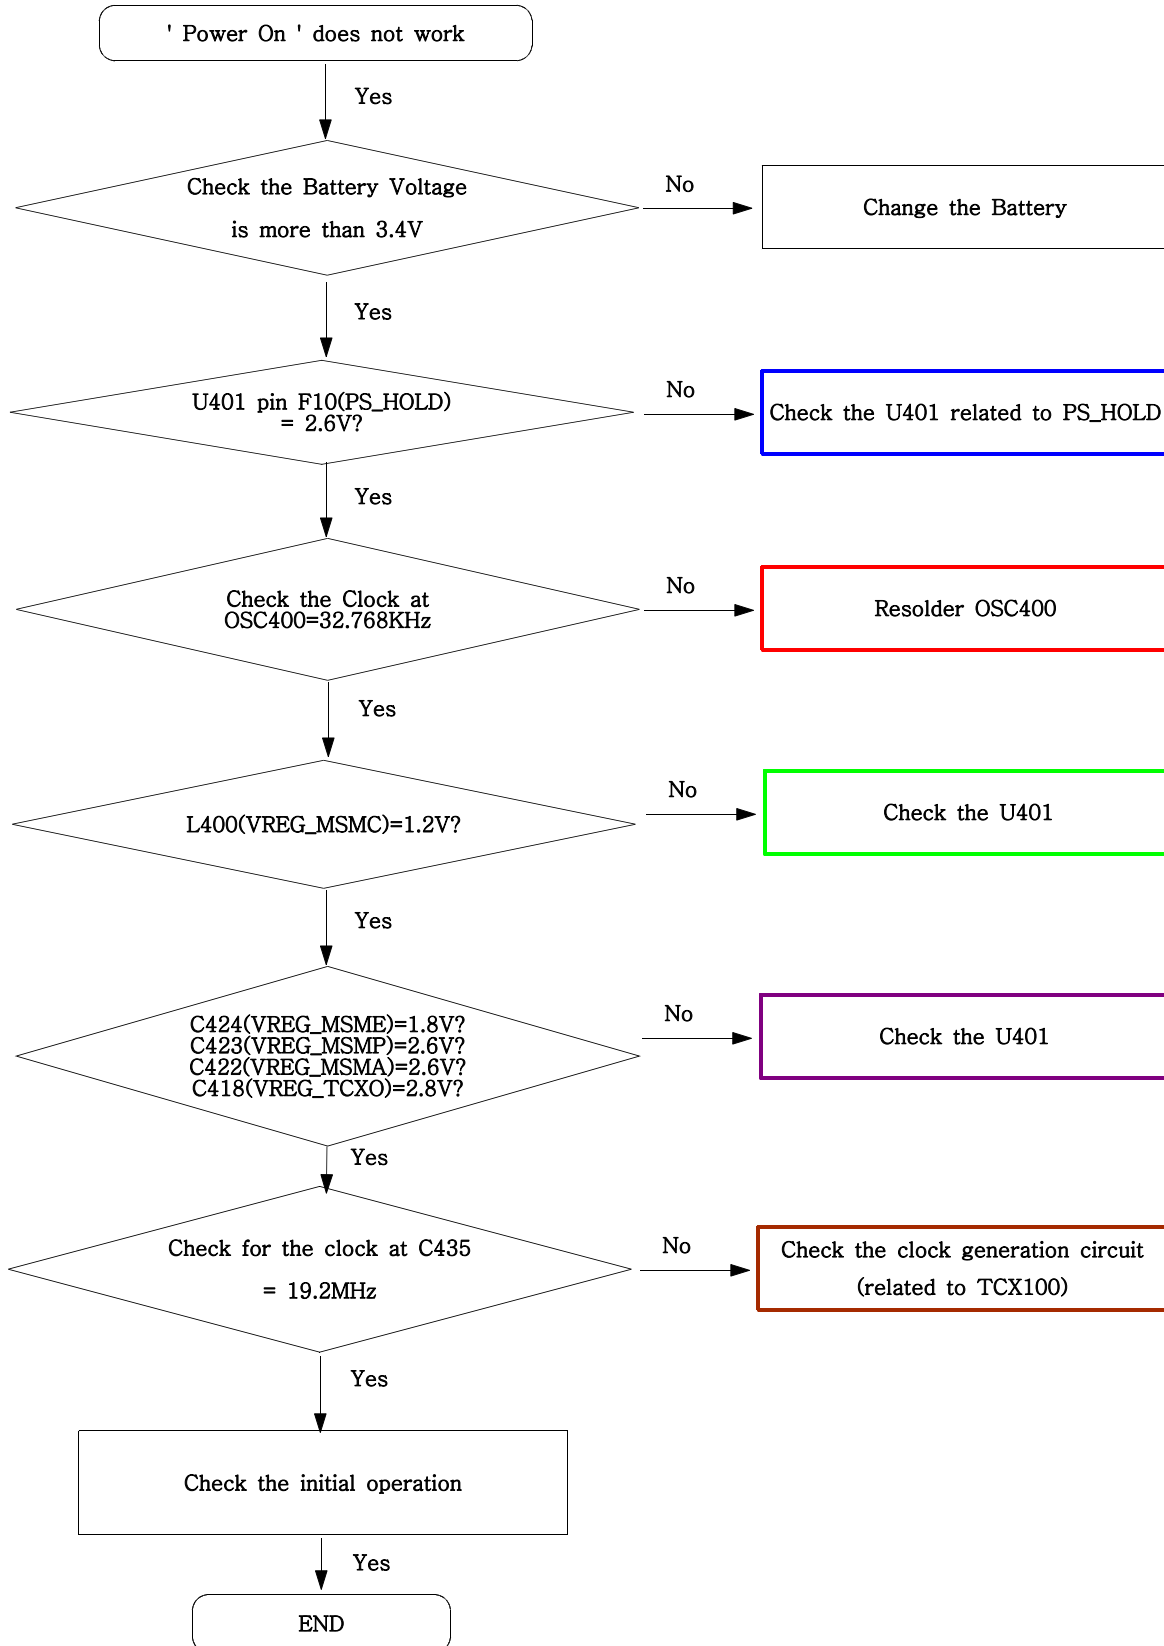 ' Power On ' does not work
Yes
Check the Battery Voltage
is more than 3.4V
No
Change the Battery
Yes
U401 pin F10(PS_HOLD)
= 2.6V?
No
Check the U401 related to PS_HOLD
Yes
Check the Clock at
OSC400=32.768KHz
No
Resolder OSC400
Yes
L400(VREG_MSMC)=1.2V?
No
Check the U401
Yes
C424(VREG_MSME)=1.8V?
C423(VREG_MSMP)=2.6V?
C422(VREG_MSMA)=2.6V?
C418(VREG_TCXO)=2.8V?
No
Check the U401
Yes
Check for the clock at C435
= 19.2MHz
No
Check the clock generation circuit
(related to TCX100)
Yes
Check the initial operation
Yes
END